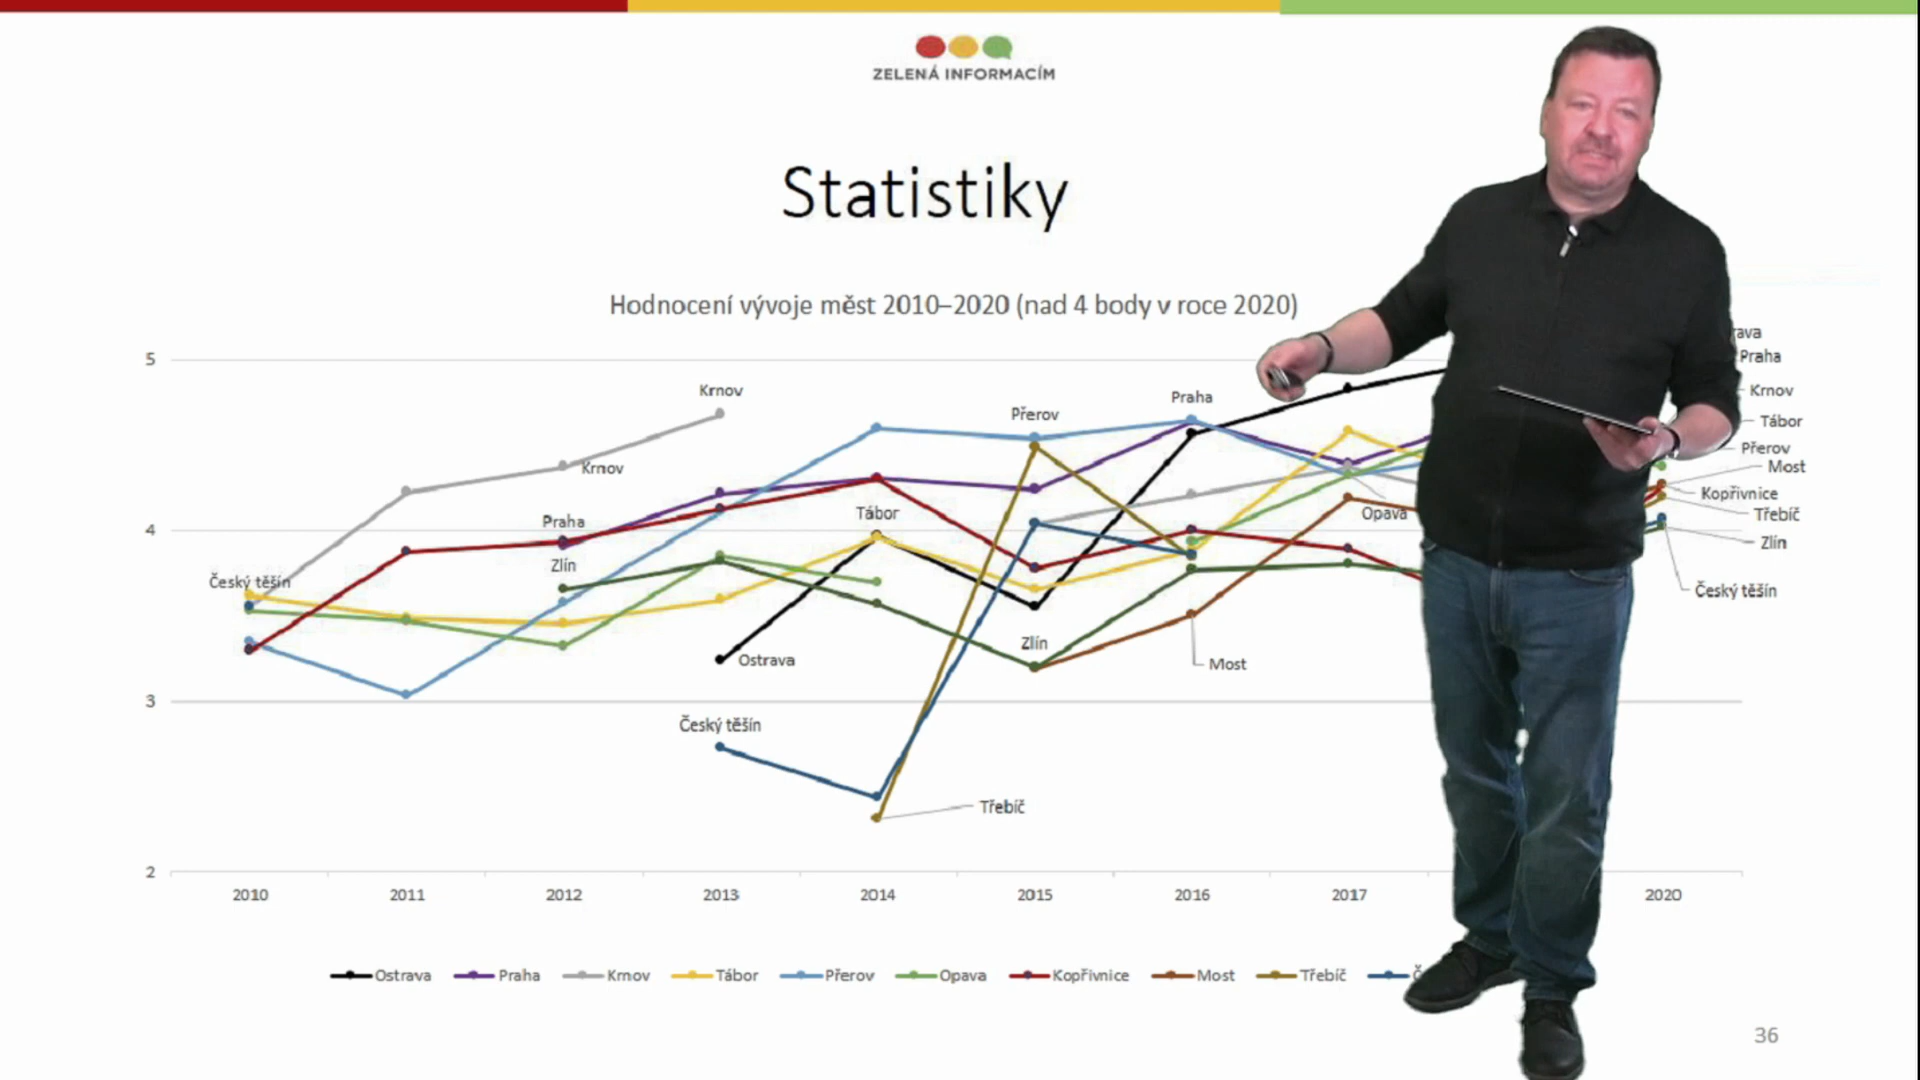 ZELENÁ INFORMACÍM
Statistiky
Hodnocení vývoje měst 2010–2020 (nad 4 body v roce 2020)
5
4
3
2
Krnov
Krnov
Praha
Zlín
Český těšín
Ostrava
Český těšín
Tábor
Třebíč
Přerov
Zlín
Praha
Most
Opava
Praha
Krnov
Tábor
Přerov
Most
Kopřivnice
Třebíč
Zlín
Český těšín
2010 2011 2012 2013 2014 2015 2016 2017 2020
Ostrava Praha Krnov Tábor Přerov Opava Kopřivnice Most Třebíč
36